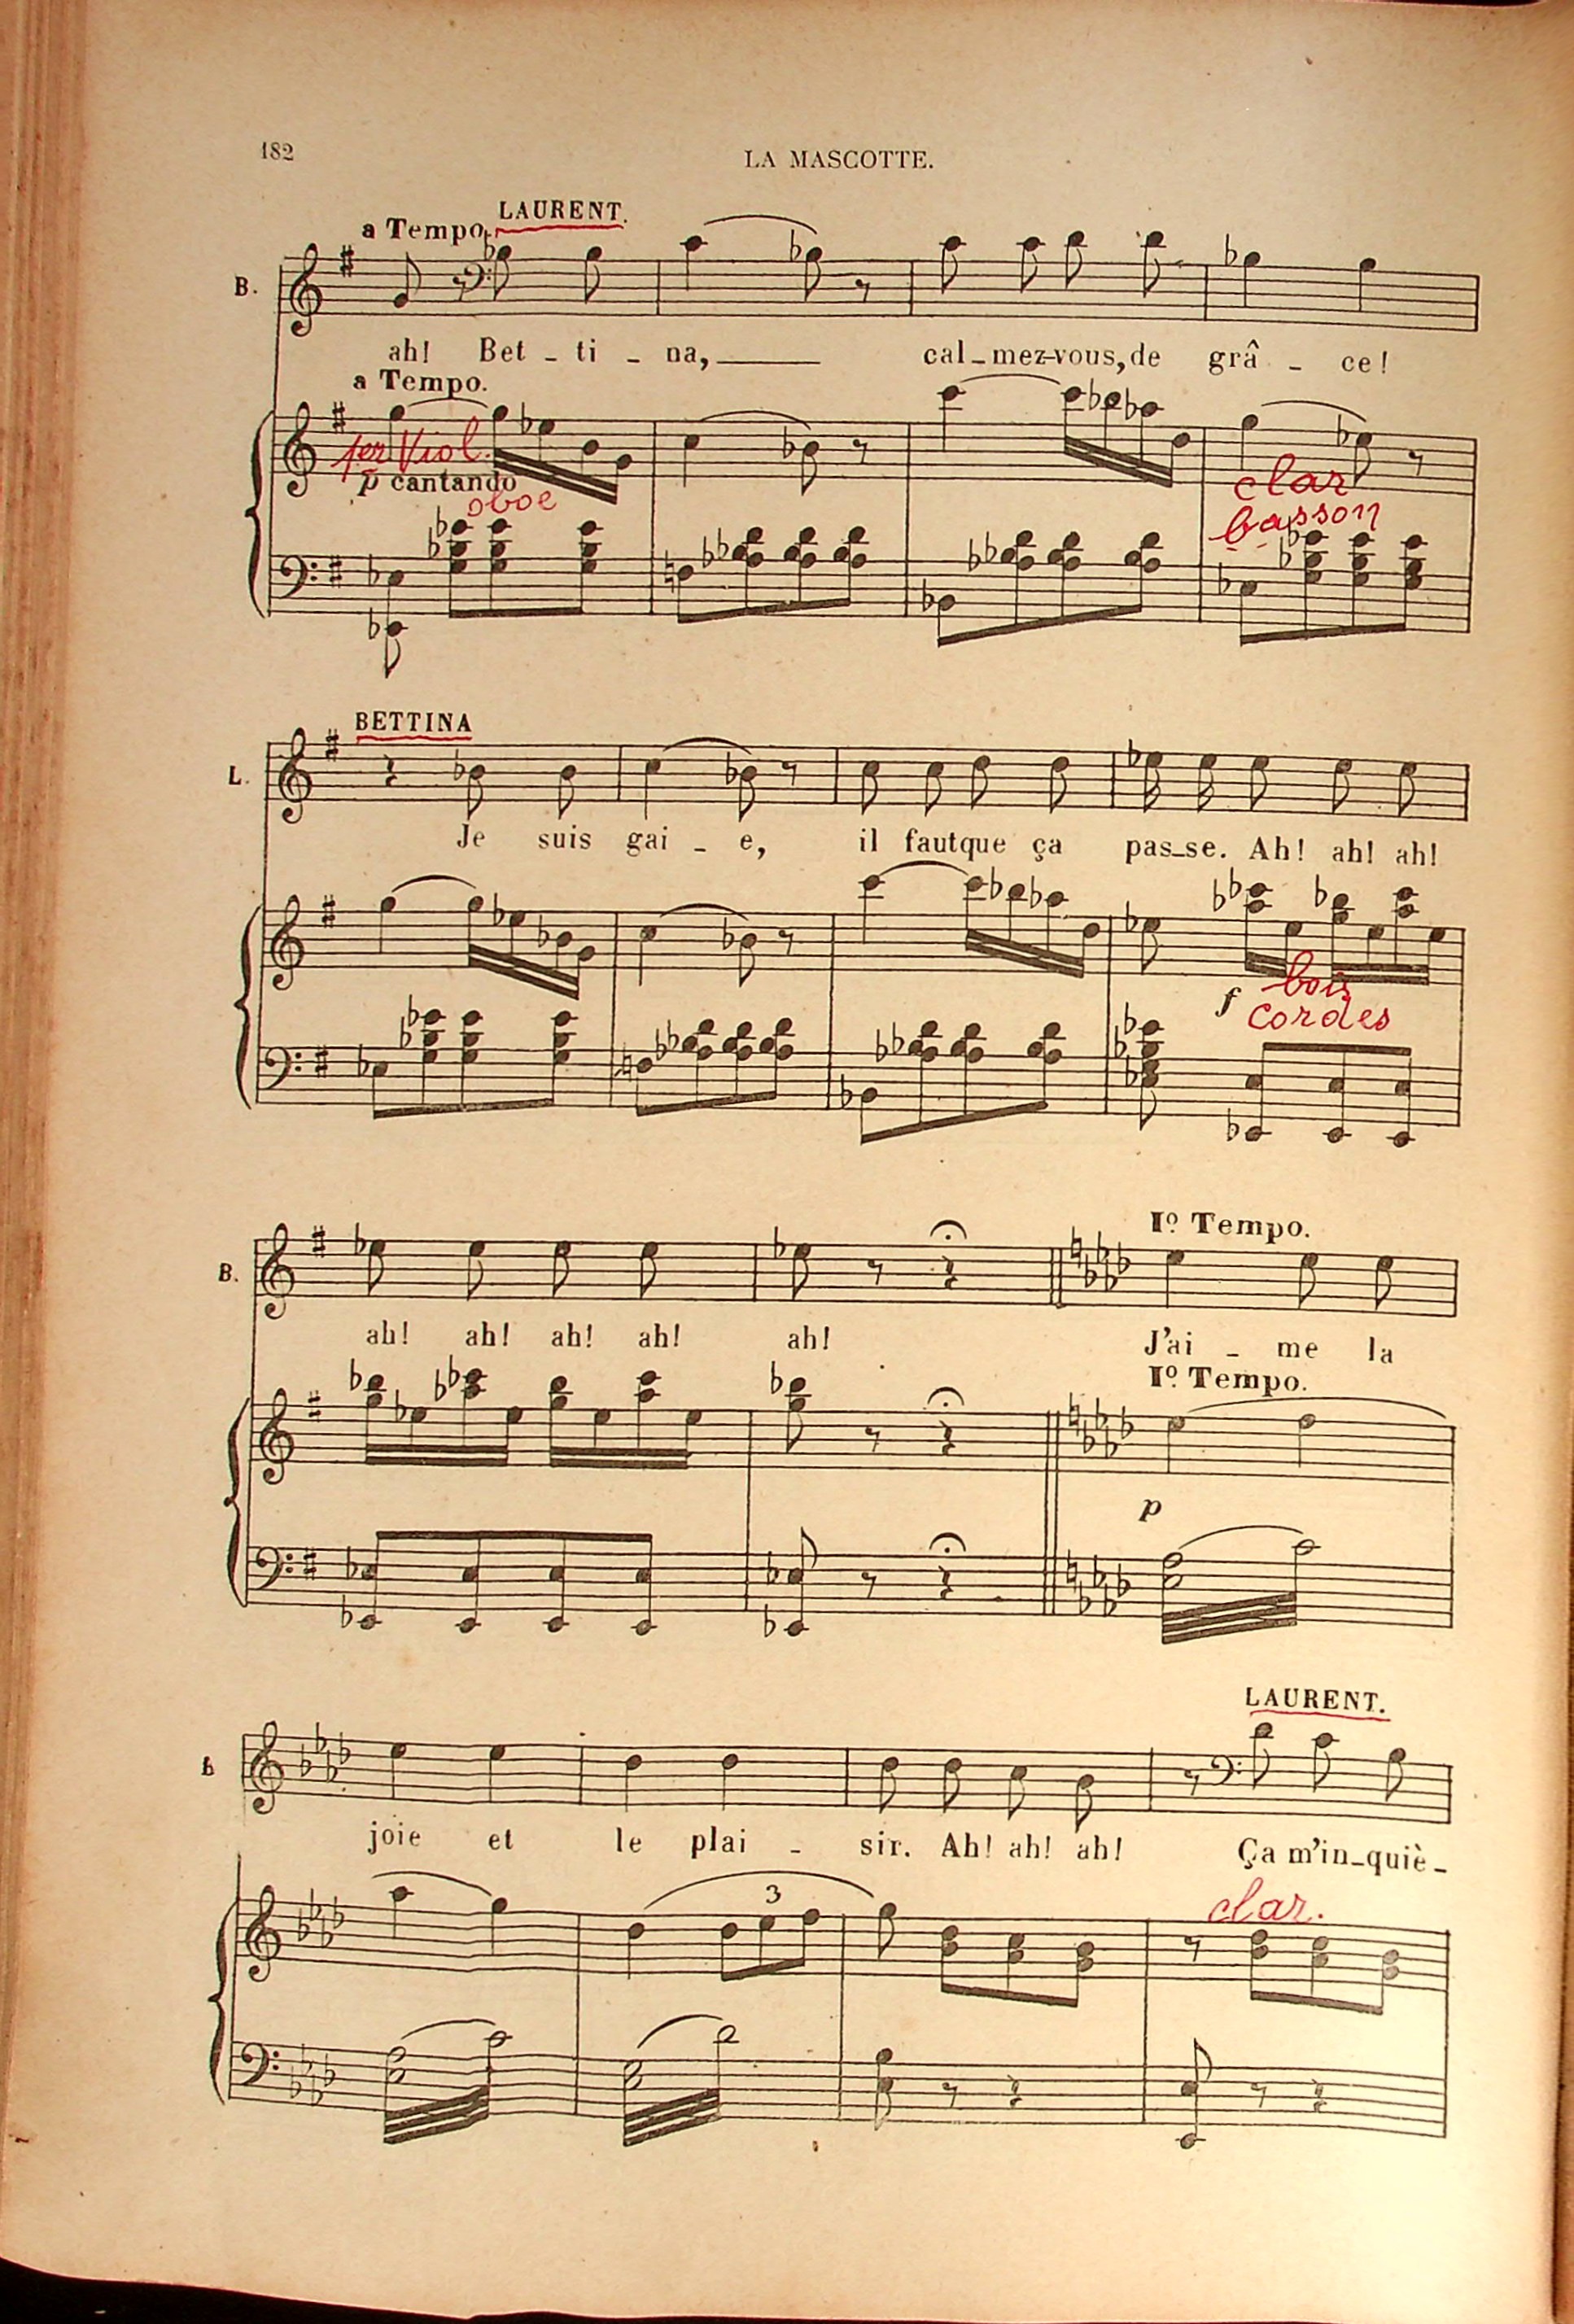 182
LA MASCOTTE.
LAURENT.
a Tempo.
B.
ah! Bet - ti - na, cal - mez-vous, de grâ - ce!
a Tempo.
1er Viol.
p cantando
oboe
clar
basson
BETTINA
L.
Je suis gai - e, il faut que ça pas - se. Ah! ah! ah!
f
bois
cordes
Iº Tempo.
B.
ah! ah! ah! ah! ah! J'ai - me la
Iº Tempo.
p
LAURENT.
joie et le plai - sir. Ah! ah! ah! Ça m'in - quiè -
3
clar.